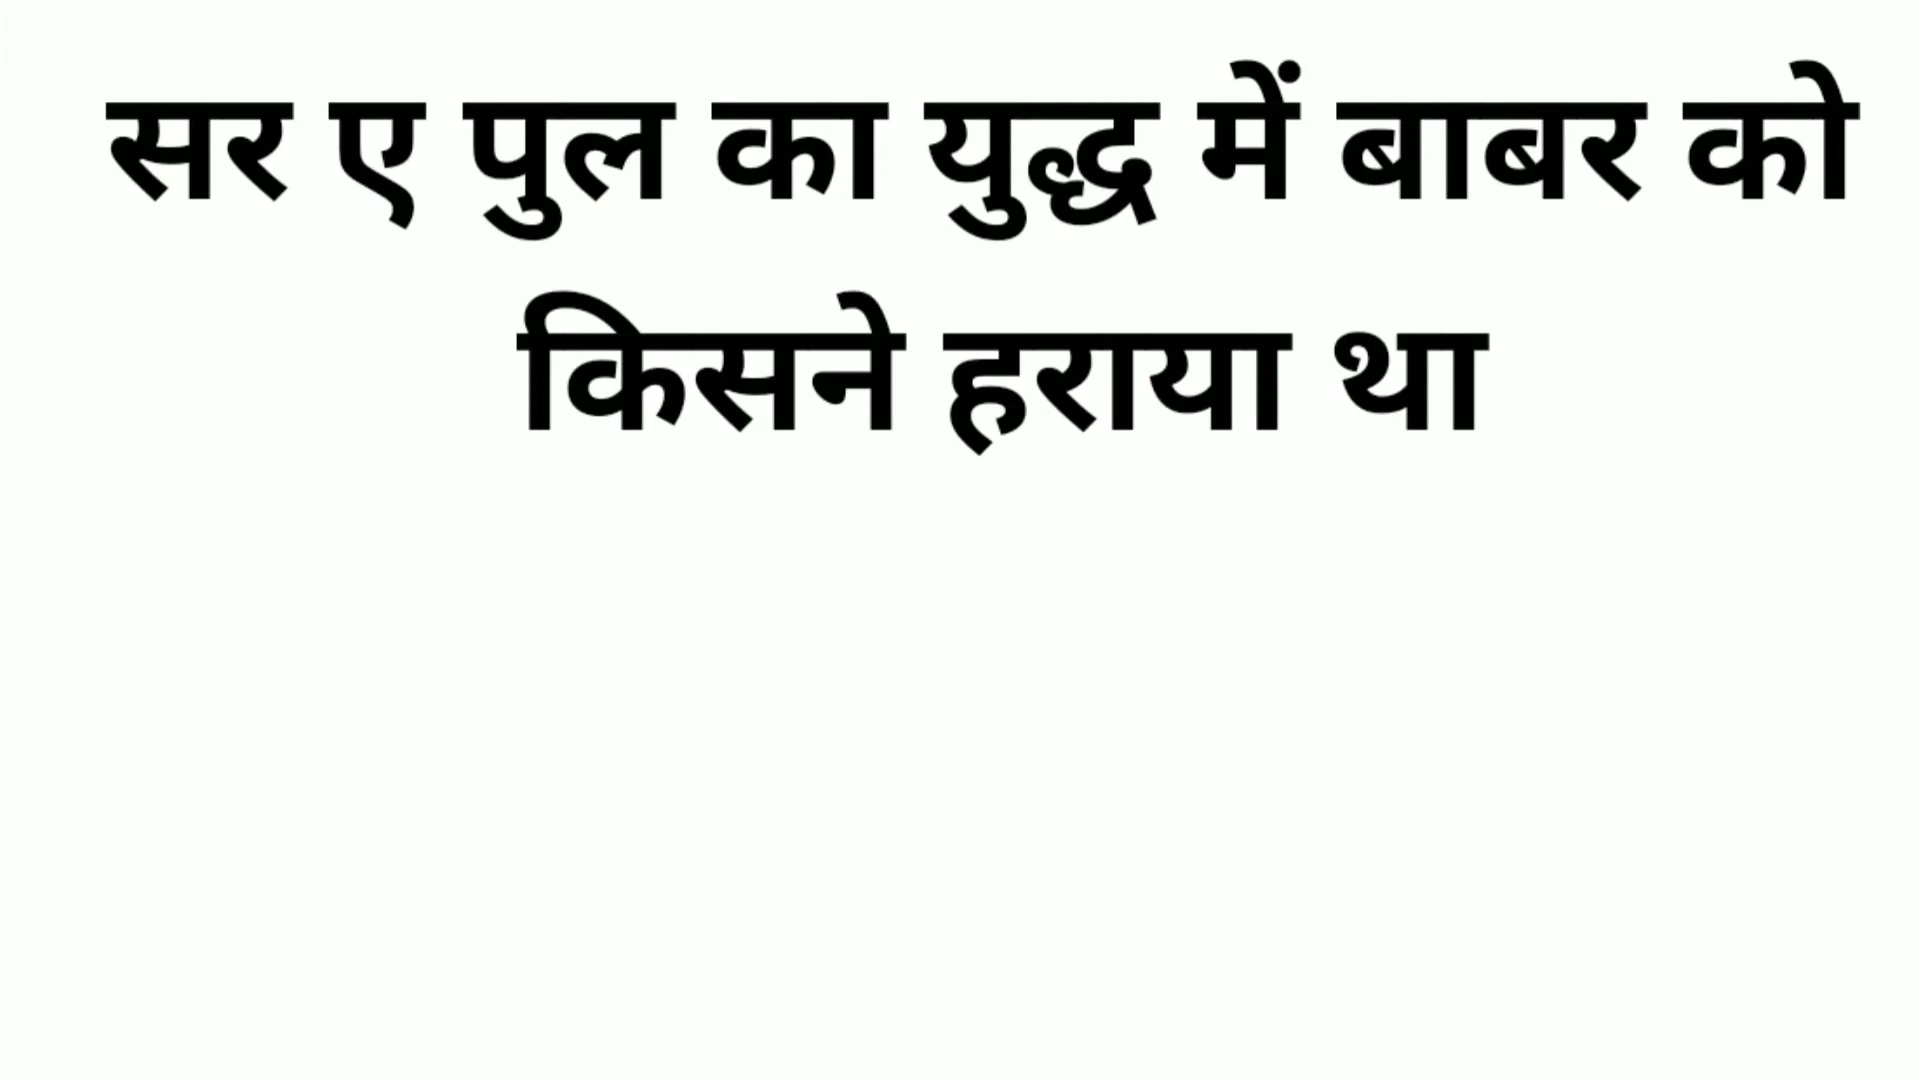 सर ए पुल का युद्ध में बाबर को
किसने हराया था